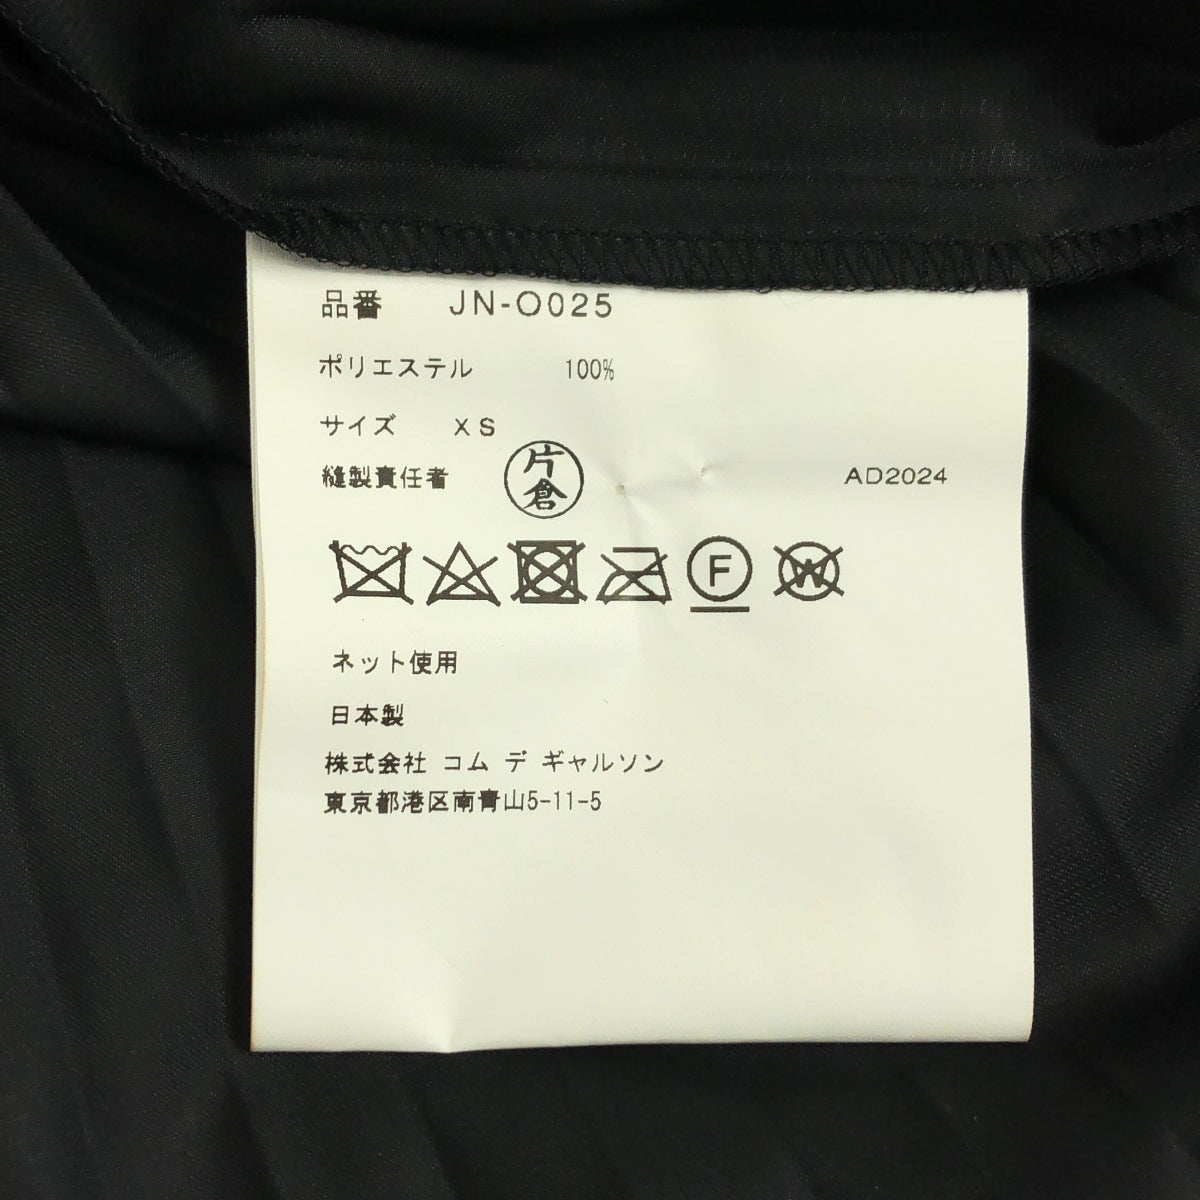 品番 JN-O025
ポリエステル 100%
サイズ XS
縫製責任者 片倉 AD2024
F W
ネット使用
日本製
株式会社 コム デ ギャルソン
東京都港区南青山5-11-5